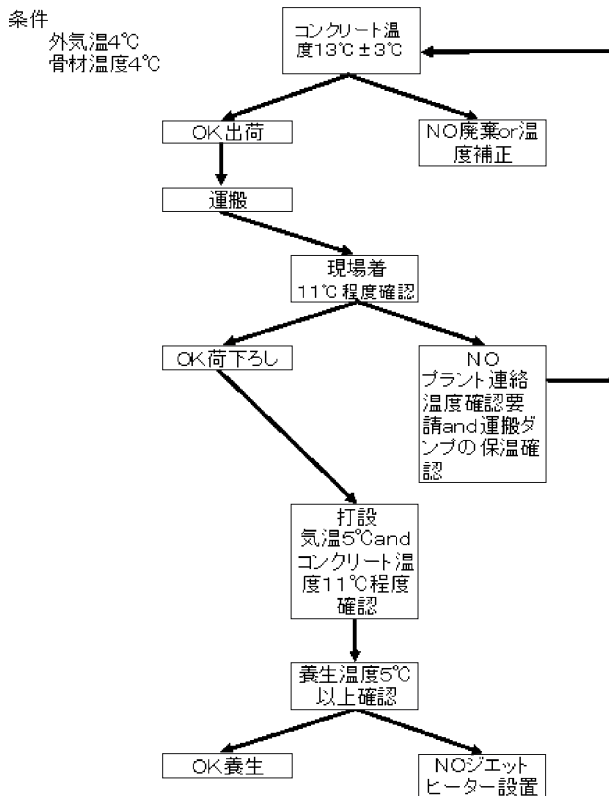 条件
外気温4℃
骨材温度4℃
コンクリート温
度13℃±3℃
OK出荷
NO廃棄or温
度補正
運搬
現場着
11℃程度確認
OK荷下ろし
NO
プラント連絡
温度確認要
請and運搬ダ
ンプの保温確
認
打設
気温5℃and
コンクリート温
度11℃程度
確認
養生温度5℃
以上確認
OK養生
NOジエット
ヒーター設置